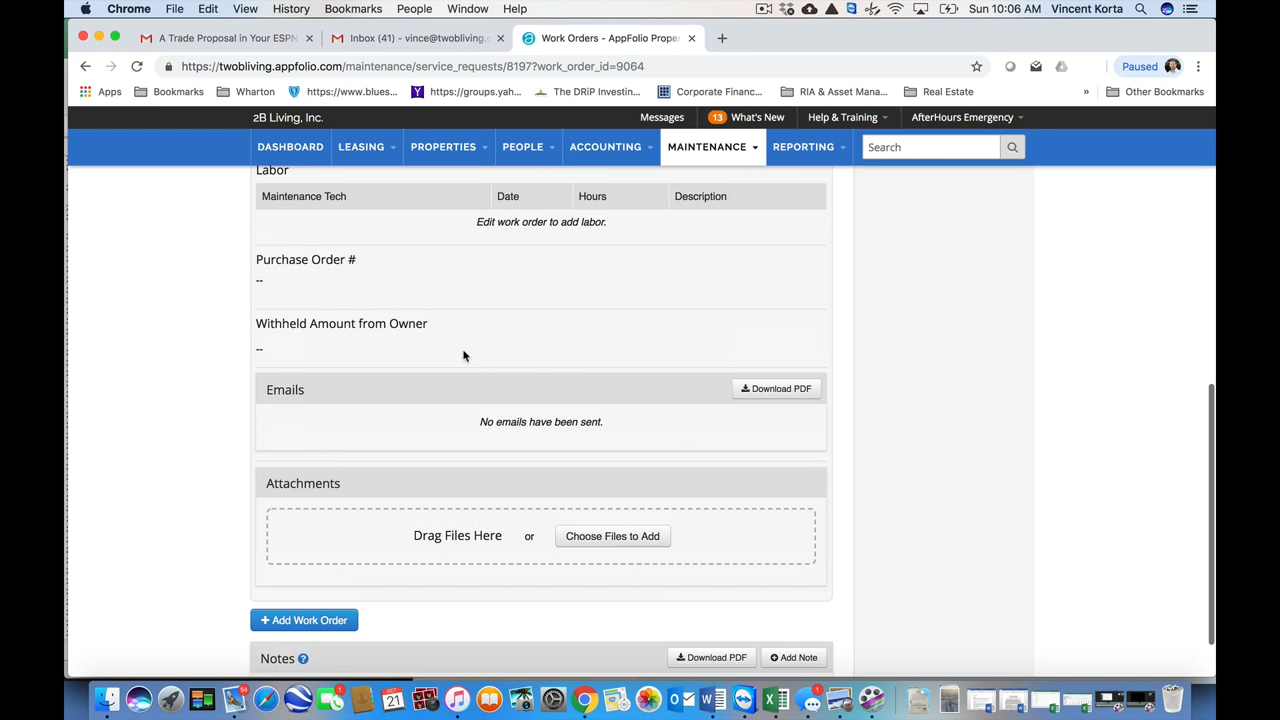 Chrome File Edit View History Bookmarks People Window Help Sun 10:06 AM Vincent Korta
A Trade Proposal in Your ESPN Inbox (41) - vince@twobliving.c Work Orders - AppFolio Proper
https://twobliving.appfolio.com/maintenance/service_requests/8197?work_order_id=9064 Paused
Apps Bookmarks Wharton https://www.blues... https://groups.yah... The DRiP Investin... Corporate Financ... RIA & Asset Mana... Real Estate » Other Bookmarks
2B Living, Inc. Messages 13 What's New Help & Training AfterHours Emergency
DASHBOARD LEASING PROPERTIES PEOPLE ACCOUNTING MAINTENANCE REPORTING Search
Labor
Maintenance Tech Date Hours Description
Edit work order to add labor.
Purchase Order #
--
Withheld Amount from Owner
--
Emails Download PDF
No emails have been sent.
Attachments
Drag Files Here or Choose Files to Add
+ Add Work Order
Notes ? Download PDF Add Note